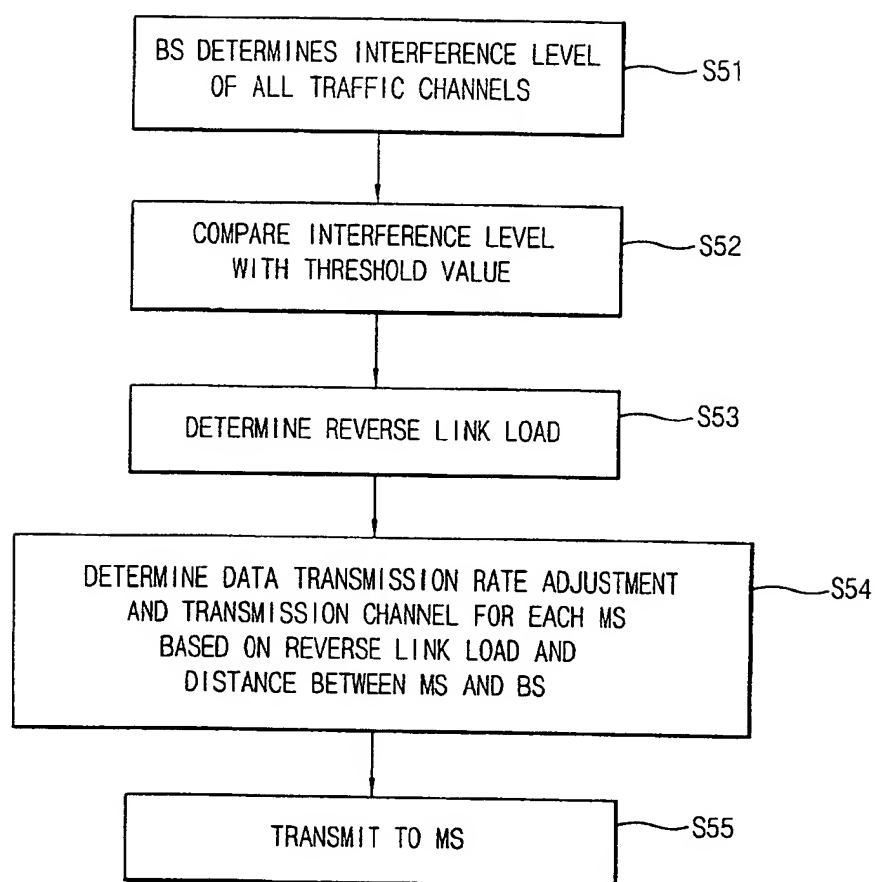 BS DETERMINES INTERFERENCE LEVEL
OF ALL TRAFFIC CHANNELS
S51
COMPARE INTERFERENCE LEVEL
WITH THRESHOLD VALUE
S52
DETERMINE REVERSE LINK LOAD
S53
DETERMINE DATA TRANSMISSION RATE ADJUSTMENT
AND TRANSMISSION CHANNEL FOR EACH MS
BASED ON REVERSE LINK LOAD AND
DISTANCE BETWEEN MS AND BS
S54
TRANSMIT TO MS
S55